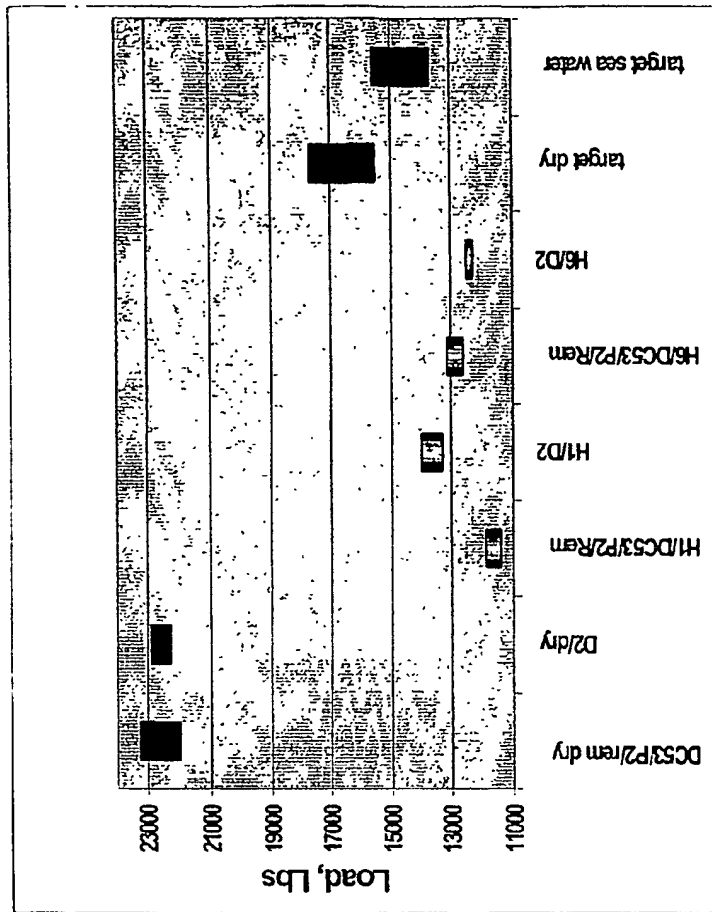 Load, Lbs
23000
21000
19000
17000
15000
13000
11000
DC53/P2/rem dry
D2/dry
H1/DC53/P2/Rem
H1/D2
H6/DC53/P2/Rem
H6/D2
target dry
target sea water